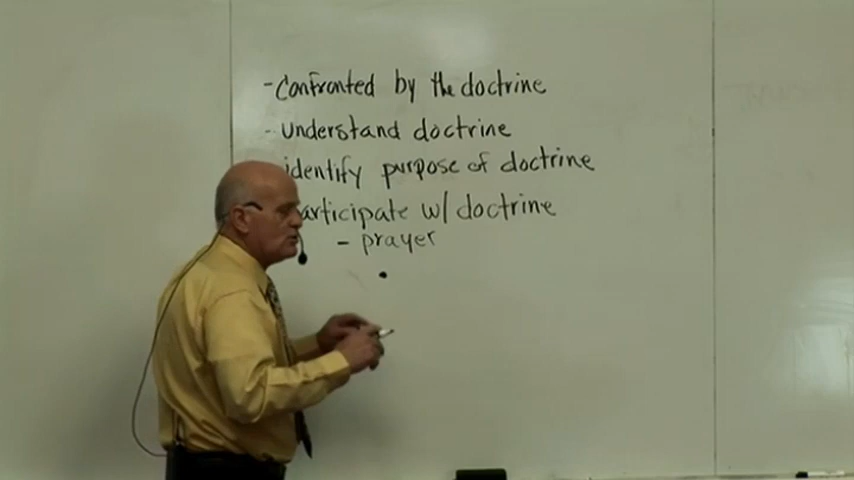 - Confronted by the doctrine
- Understand doctrine
identify purpose of doctrine
articipate w/ doctrine
- prayer